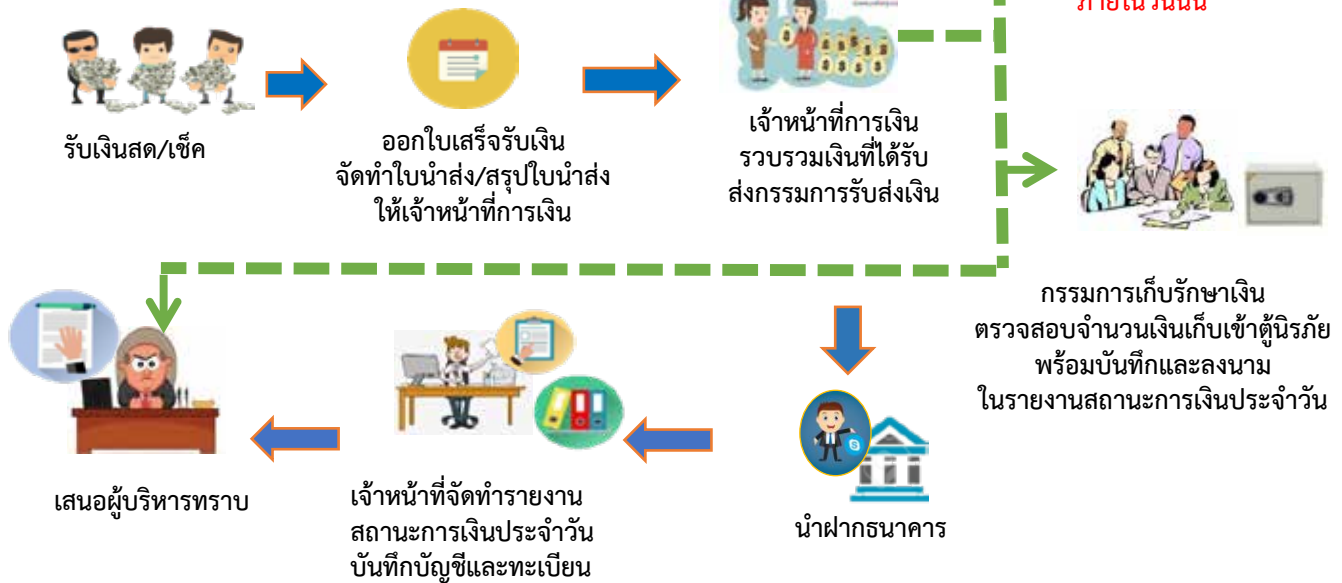 ภายในวันนั้น
รับเงินสด/เช็ค
ออกใบเสร็จรับเงิน
จัดทำใบนำส่ง/สรุปใบนำส่ง
ให้เจ้าหน้าที่การเงิน
เจ้าหน้าที่การเงิน
รวบรวมเงินที่ได้รับ
ส่งกรรมการรับส่งเงิน
กรรมการเก็บรักษาเงิน
ตรวจสอบจำนวนเงินเก็บเข้าตู้นิรภัย
พร้อมบันทึกและลงนาม
ในรายงานสถานะการเงินประจำวัน
เสนอผู้บริหารทราบ
เจ้าหน้าที่จัดทำรายงาน
สถานะการเงินประจำวัน
บันทึกบัญชีและทะเบียน
นำฝากธนาคาร